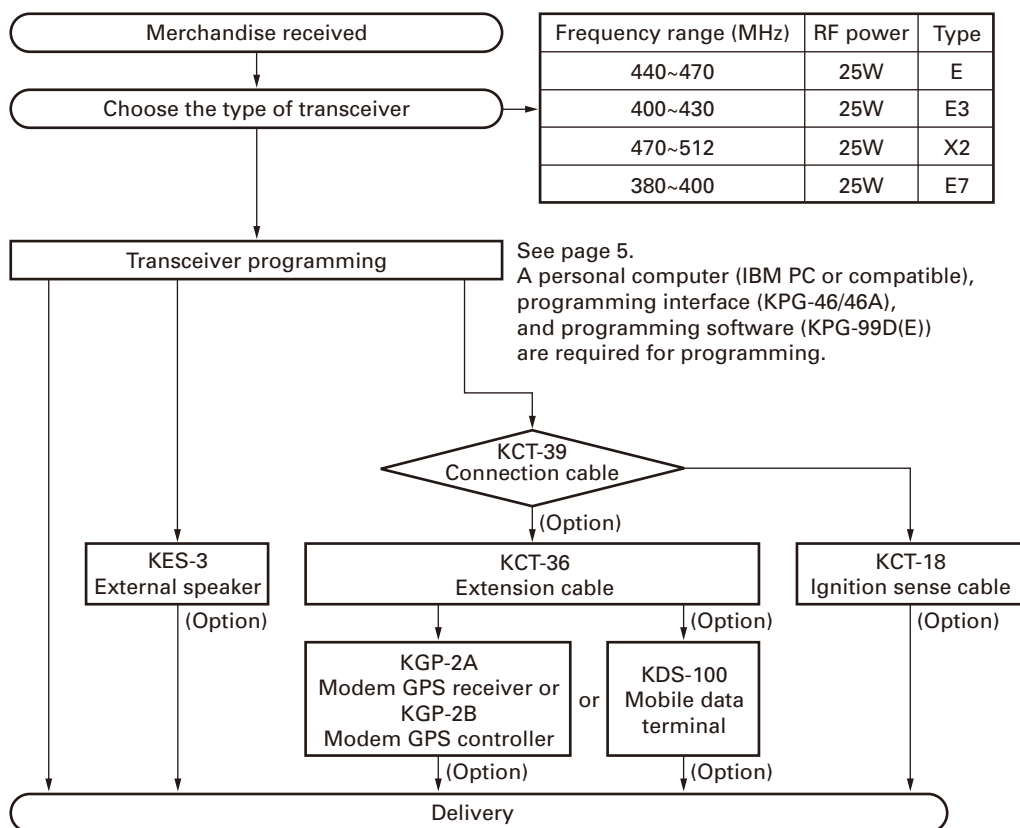 Merchandise received
Choose the type of transceiver
Frequency range (MHz) RF power Type
440~470 25W E
400~430 25W E3
470~512 25W X2
380~400 25W E7
Transceiver programming
See page 5.
A personal computer (IBM PC or compatible),
programming interface (KPG-46/46A),
and programming software (KPG-99D(E))
are required for programming.
KCT-39
Connection cable
(Option)
KES-3
External speaker
(Option)
KCT-36
Extension cable
KCT-18
Ignition sense cable
(Option)
(Option)
KGP-2A
Modem GPS receiver or
KGP-2B
Modem GPS controller
(Option)
or
KDS-100
Mobile data
terminal
(Option)
Delivery